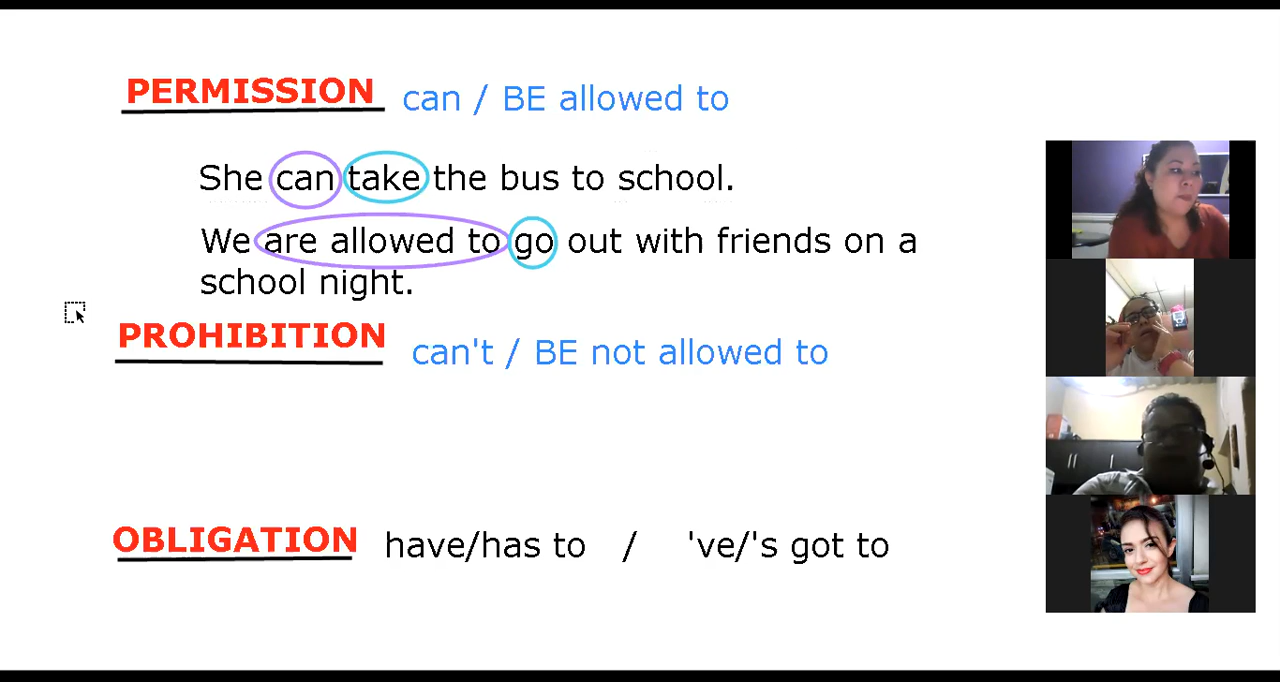 PERMISSION can / BE allowed to
She can take the bus to school.
We are allowed to go out with friends on a
school night.
PROHIBITION can't / BE not allowed to
OBLIGATION have/has to / 've/'s got to